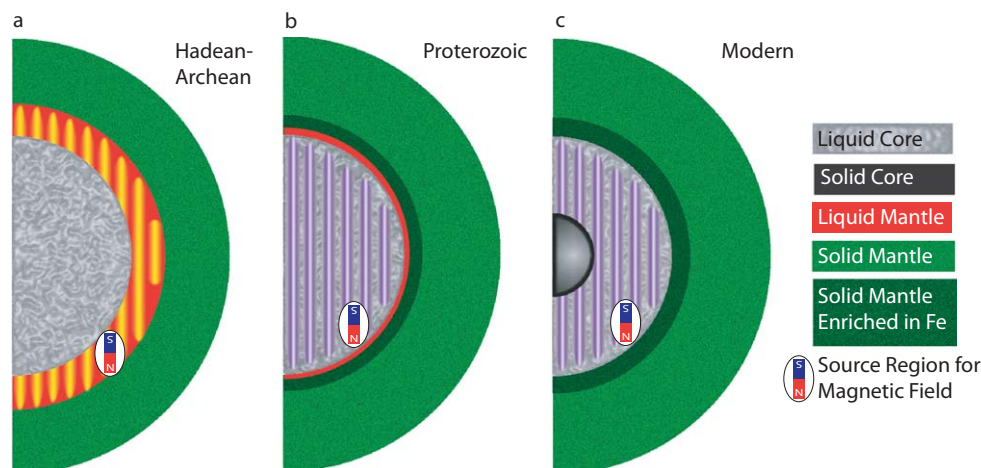 a
Hadean-
Archean
b
Proterozoic
c
Modern
Liquid Core
Solid Core
Liquid Mantle
Solid Mantle
Solid Mantle
Enriched in Fe
Source Region for
Magnetic Field
S
N
S
N
S
N
S
N